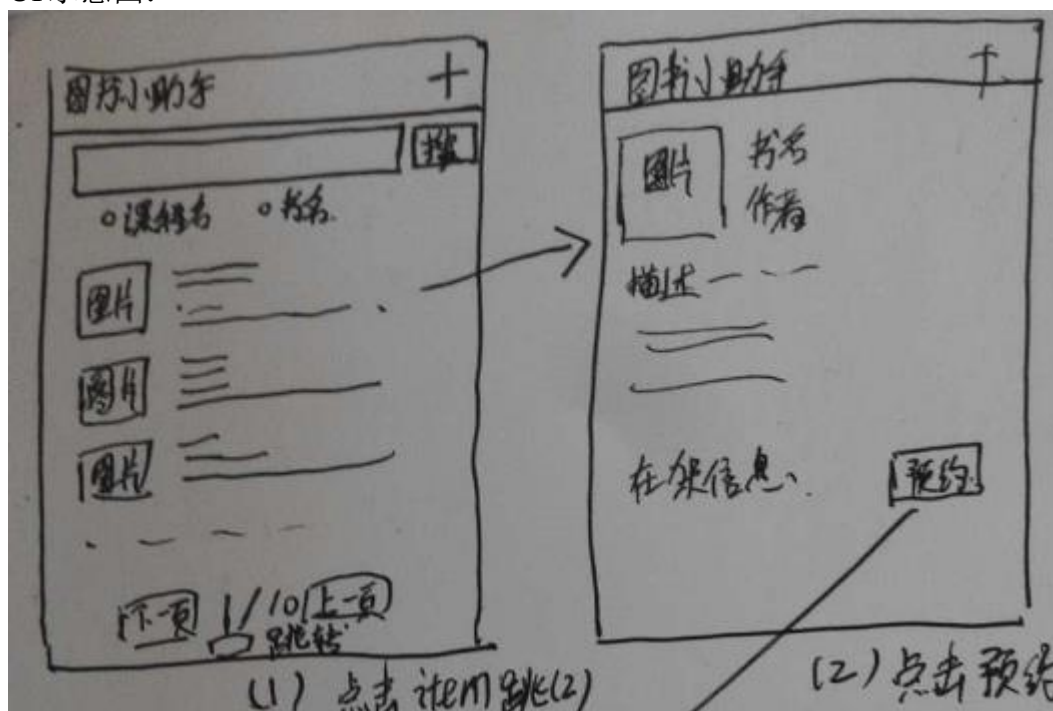 图书小助手 +
搜
○课程名 ○书名
图片
图片
图片
下一页 1/10 上一页
跳转
(1) 点击item跳(2)
图书小助手 +
图片 书名
作者
描述
在架信息、
预约
(2) 点击预约